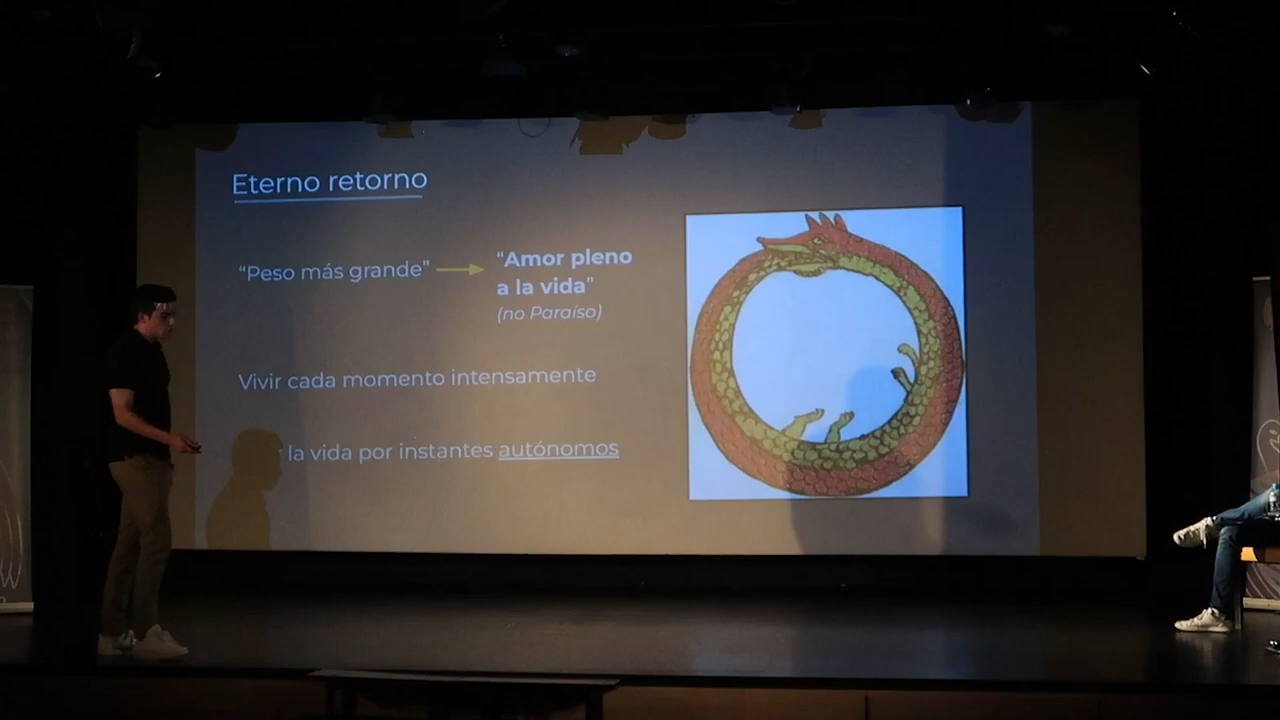 Eterno retorno
“Peso más grande”
“Amor pleno
a la vida”
(no Paraíso)
Vivir cada momento intensamente
la vida por instantes autónomos